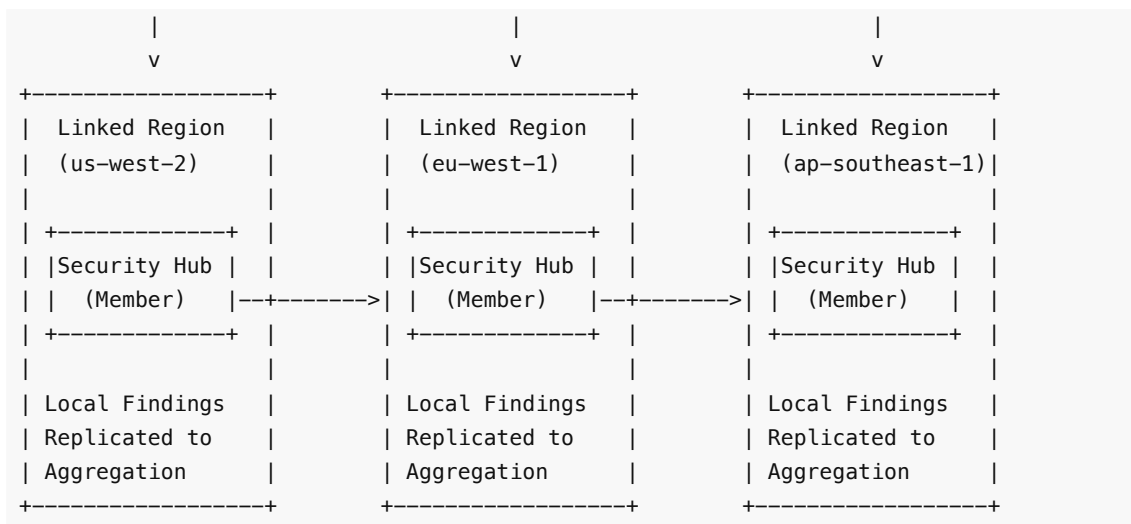 |                           |                           |
         v                           v                           v
+------------------+        +------------------+        +------------------+
|  Linked Region   |        |  Linked Region   |        |  Linked Region   |
|  (us-west-2)     |        |  (eu-west-1)     |        |  (ap-southeast-1)|
|                  |        |                  |        |                  |
| +-------------+  |        | +-------------+  |        | +-------------+  |
| |Security Hub |  |        | |Security Hub |  |        | |Security Hub |  |
| |  (Member)   |--+------->| |  (Member)   |--+------->| |  (Member)   |  |
| +-------------+  |        | +-------------+  |        | +-------------+  |
|                  |        |                  |        |                  |
| Local Findings   |        | Local Findings   |        | Local Findings   |
| Replicated to    |        | Replicated to    |        | Replicated to    |
| Aggregation      |        | Aggregation      |        | Aggregation      |
+------------------+        +------------------+        +------------------+